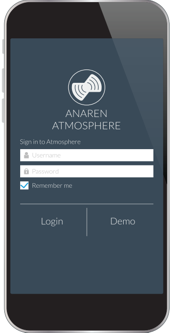 ANAREN
ATMOSPHERE
Sign in to Atmosphere
Username
Password
Remember me
Login
Demo